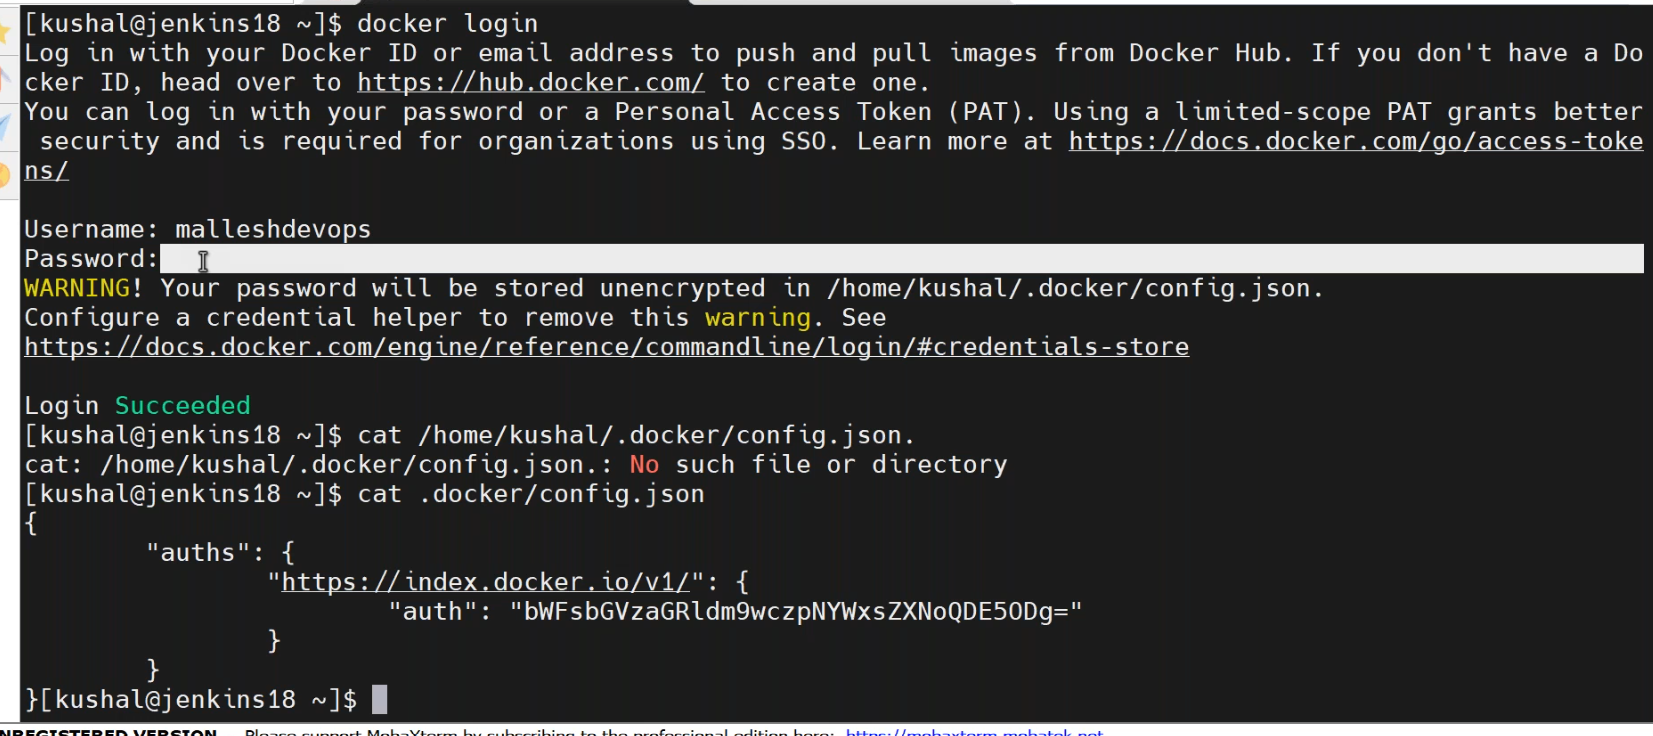 [kushal@jenkins18 ~]$ docker login
Log in with your Docker ID or email address to push and pull images from Docker Hub. If you don't have a Do
cker ID, head over to https://hub.docker.com/ to create one.
You can log in with your password or a Personal Access Token (PAT). Using a limited-scope PAT grants better
 security and is required for organizations using SSO. Learn more at https://docs.docker.com/go/access-toke
ns/
Username: malleshdevops
Password:
WARNING! Your password will be stored unencrypted in /home/kushal/.docker/config.json.
Configure a credential helper to remove this warning. See
https://docs.docker.com/engine/reference/commandline/login/#credentials-store
Login Succeeded
[kushal@jenkins18 ~]$ cat /home/kushal/.docker/config.json.
cat: /home/kushal/.docker/config.json.: No such file or directory
[kushal@jenkins18 ~]$ cat .docker/config.json
{
        "auths": {
                "https://index.docker.io/v1/": {
                        "auth": "bWFsbGVzaGRldm9wczpNYWxsZXNoQDE5ODg="
                }
        }
}[kushal@jenkins18 ~]$
NREGISTERED VERSION - Please support MobaXterm by subscribing to the professional edition here: https://mobaxterm.mobatek.net